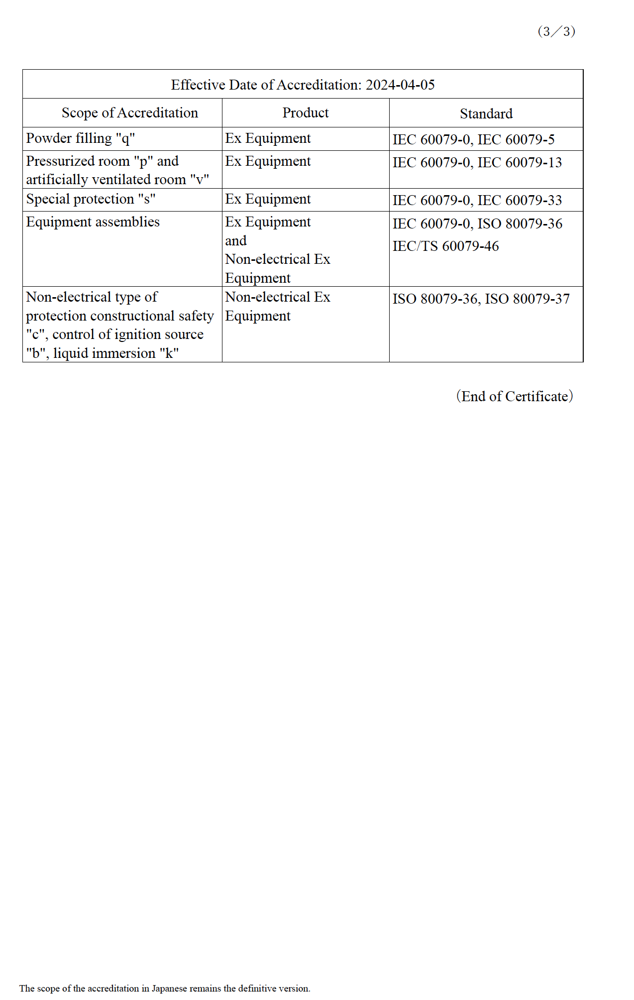 （3／3）
Effective Date of Accreditation: 2024-04-05
Scope of Accreditation
Product
Standard
Powder filling "q"
Ex Equipment
IEC 60079-0, IEC 60079-5
Pressurized room "p" and
artificially ventilated room "v"
Ex Equipment
IEC 60079-0, IEC 60079-13
Special protection "s"
Ex Equipment
IEC 60079-0, IEC 60079-33
Equipment assemblies
Ex Equipment
and
Non-electrical Ex
Equipment
IEC 60079-0, ISO 80079-36
IEC/TS 60079-46
Non-electrical type of
protection constructional safety
"c", control of ignition source
"b", liquid immersion "k"
Non-electrical Ex
Equipment
ISO 80079-36, ISO 80079-37
（End of Certificate）
The scope of the accreditation in Japanese remains the definitive version.